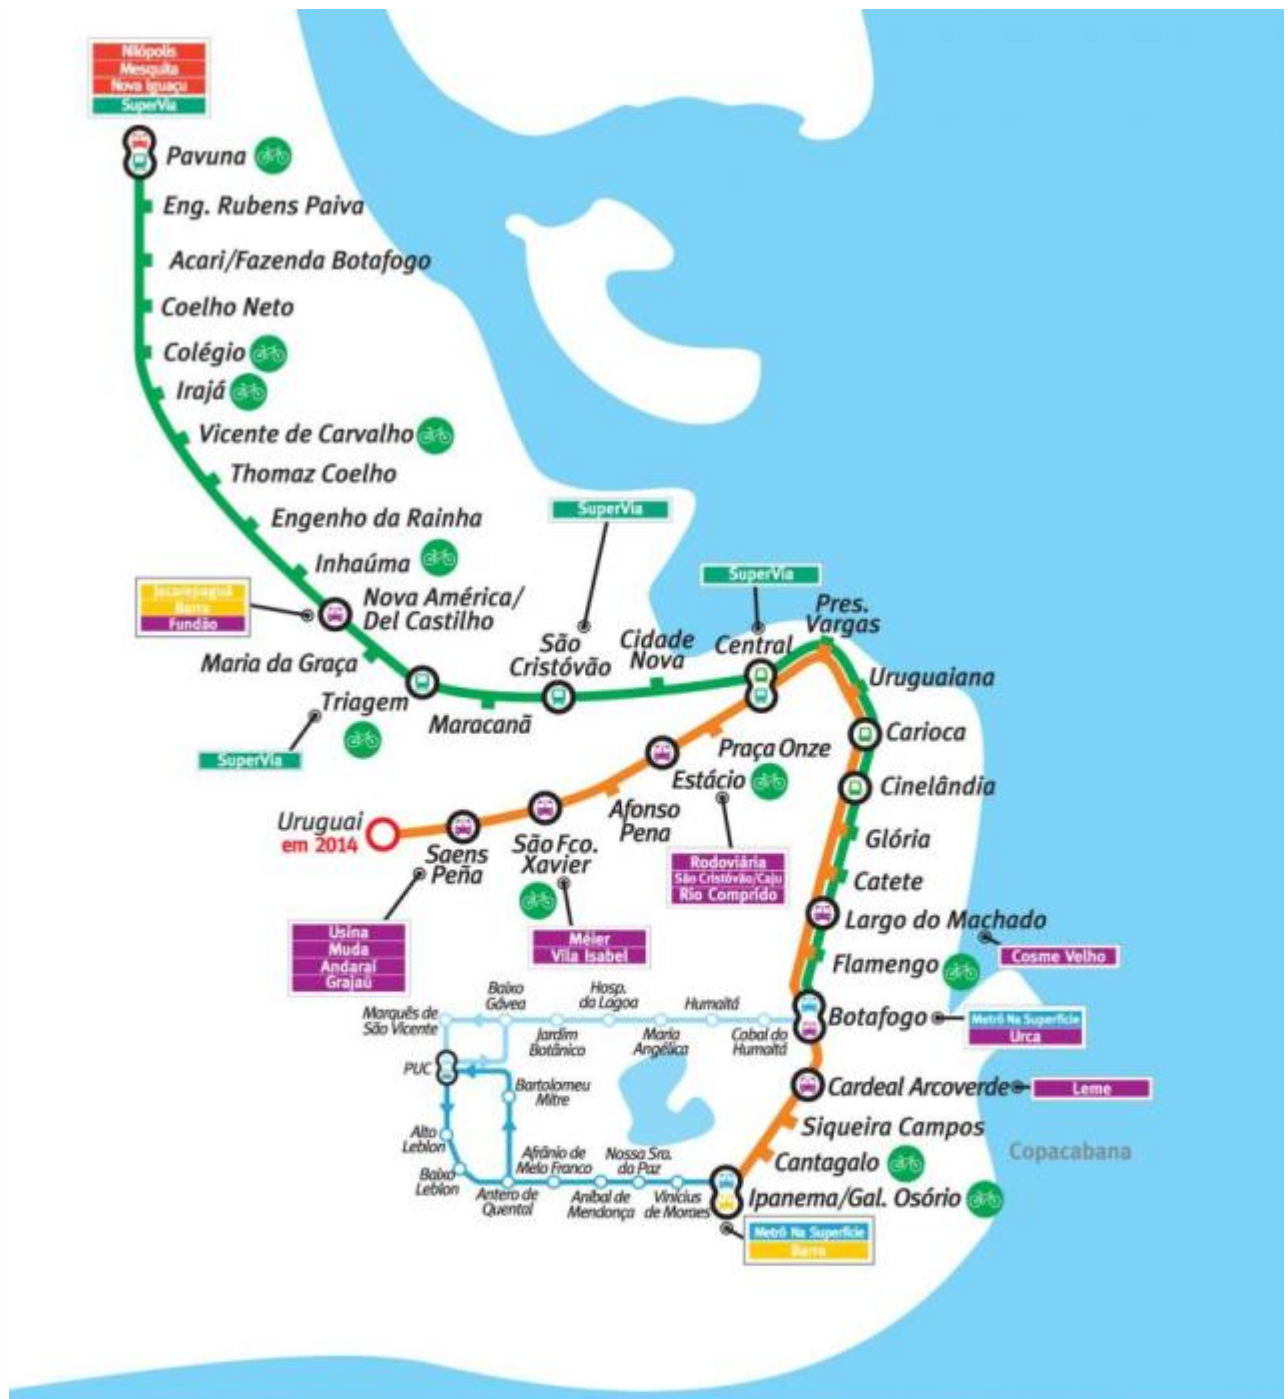 Nilópolis
Mesquita
Nova Iguaçu
SuperVia
Pavuna
Eng. Rubens Paiva
Acari/Fazenda Botafogo
Coelho Neto
Colégio
Irajá
Vicente de Carvalho
Thomaz Coelho
Engenho da Rainha
Inhaúma
SuperVia
Jacarepaguá
Barra
Fundão
Nova América/
Del Castilho
Maria da Graça
Triagem
SuperVia
Maracanã
São
Cristóvão
Cidade
Nova
SuperVia
Central
Pres.
Vargas
Uruguaiana
Carioca
Cinelândia
Glória
Catete
Largo do Machado
Cosme Velho
Flamengo
Botafogo
Metrô Na Superfície
Urca
Cardeal Arcoverde
Leme
Siqueira Campos
Copacabana
Cantagalo
Ipanema/Gal. Osório
Metrô Na Superfície
Barra
Praça Onze
Estácio
Rodoviária
São Cristóvão/Caju
Rio Comprido
Afonso
Pena
São Fco.
Xavier
Méier
Vila Isabel
Saens
Peña
Usina
Muda
Andaraí
Grajaú
Uruguai
em 2014
Marquês de
São Vicente
Baixo
Gávea
Jardim
Botânico
Hosp.
da Lagoa
Maria
Angélica
Humaitá
Cobal do
Humaitá
PUC
Bartolomeu
Mitre
Alto
Leblon
Baixo
Leblon
Antero de
Quental
Afrânio de
Melo Franco
Aníbal de
Mendonça
Nossa Sra.
da Paz
Vinícius
de Moraes